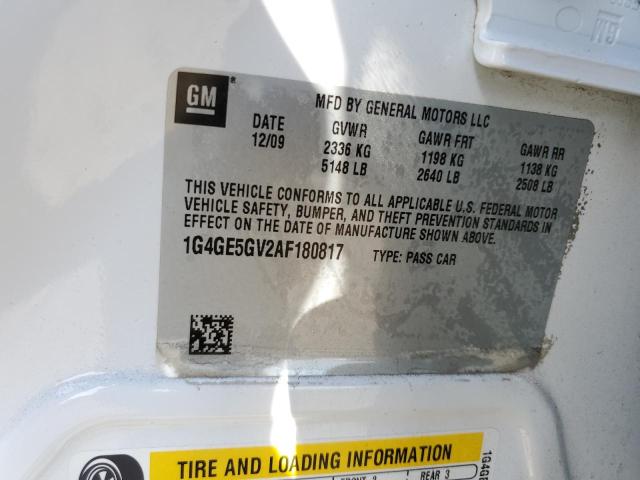 GM
MFD BY GENERAL MOTORS LLC
DATE GVWR GAWR FRT GAWR RR
12/09 2336 KG 1198 KG 1138 KG
5148 LB 2640 LB 2508 LB
THIS VEHICLE CONFORMS TO ALL APPLICABLE U.S. FEDERAL MOTOR
VEHICLE SAFETY, BUMPER, AND THEFT PREVENTION STANDARDS IN
EFFECT ON THE DATE OF MANUFACTURE SHOWN ABOVE.
1G4GE5GV2AF180817 TYPE: PASS CAR
TIRE AND LOADING INFORMATION
REAR 3